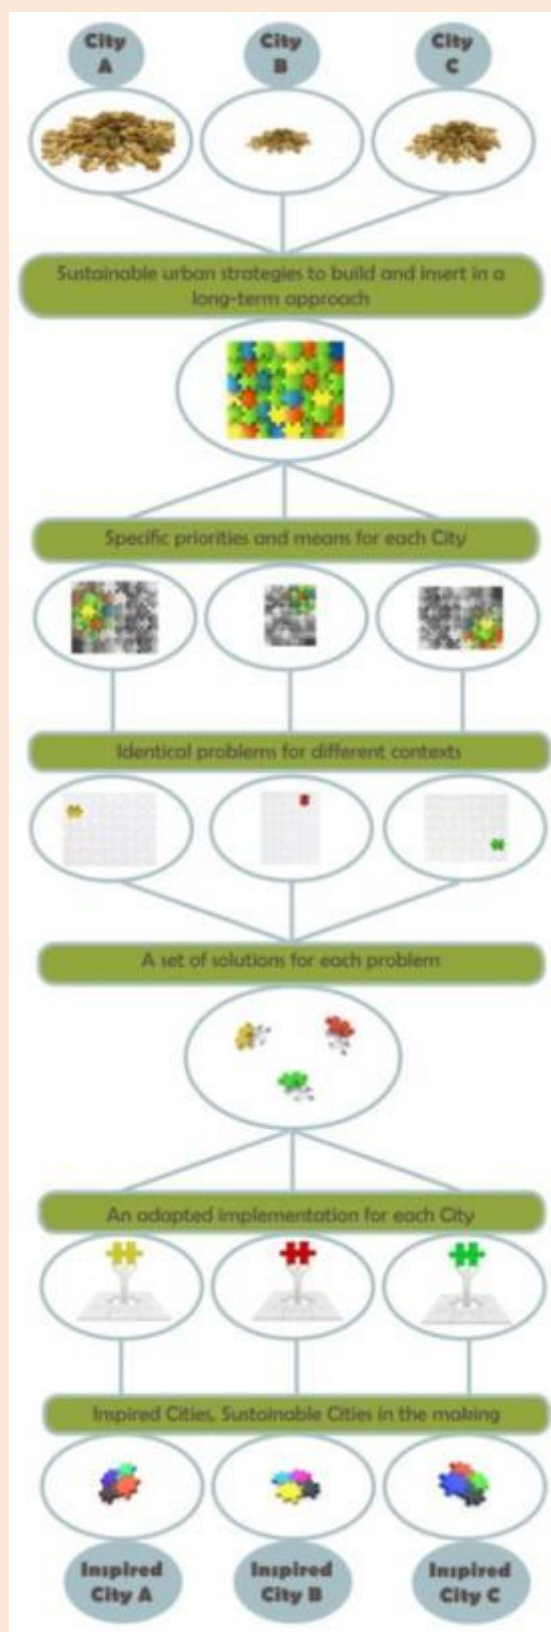 City
A
City
B
City
C
Sustainable urban strategies to build and insert in a
long-term approach
Specific priorities and means for each City
Identical problems for different contexts
A set of solutions for each problem
An adapted implementation for each City
Inspired Cities, Sustainable Cities in the making
Inspired
City A
Inspired
City B
Inspired
City C